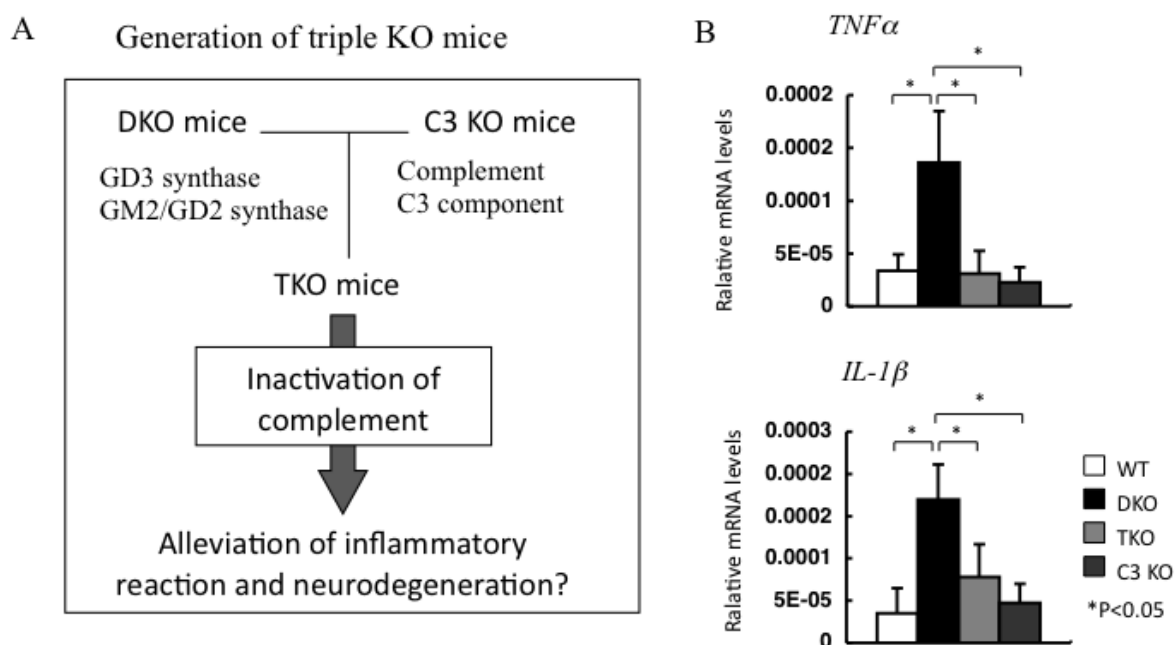 A
Generation of triple KO mice
DKO mice
C3 KO mice
GD3 synthase
GM2/GD2 synthase
Complement
C3 component
TKO mice
Inactivation of
complement
Alleviation of inflammatory
reaction and neurodegeneration?
B
TNFα
*
* *
Ralative mRNA levels
0.0002
0.0002
0.0001
5E-05
0
IL-1β
*
* *
Ralative mRNA levels
0.0003
0.0002
0.0002
0.0001
5E-05
0
WT
DKO
TKO
C3 KO
*P<0.05